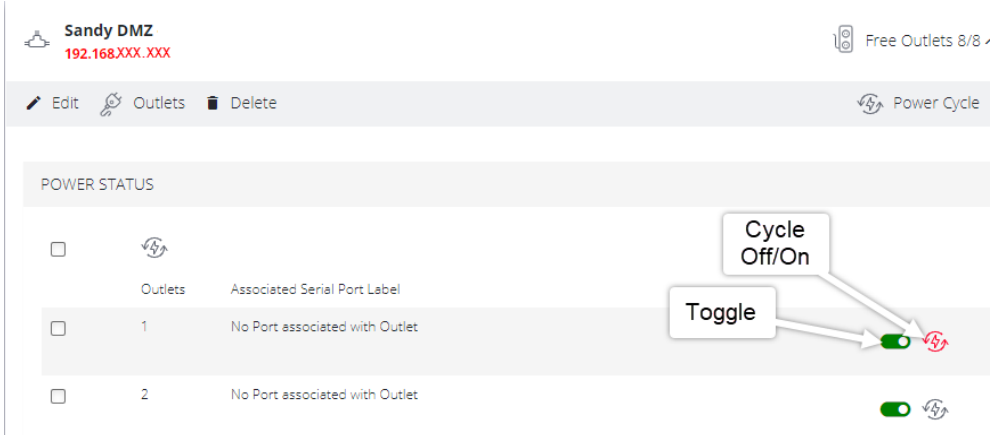 Sandy DMZ
192.168.XXX.XXX
Free Outlets 8/8
Edit Outlets Delete Power Cycle
POWER STATUS
Cycle
Off/On
Outlets Associated Serial Port Label
Toggle
1 No Port associated with Outlet
2 No Port associated with Outlet